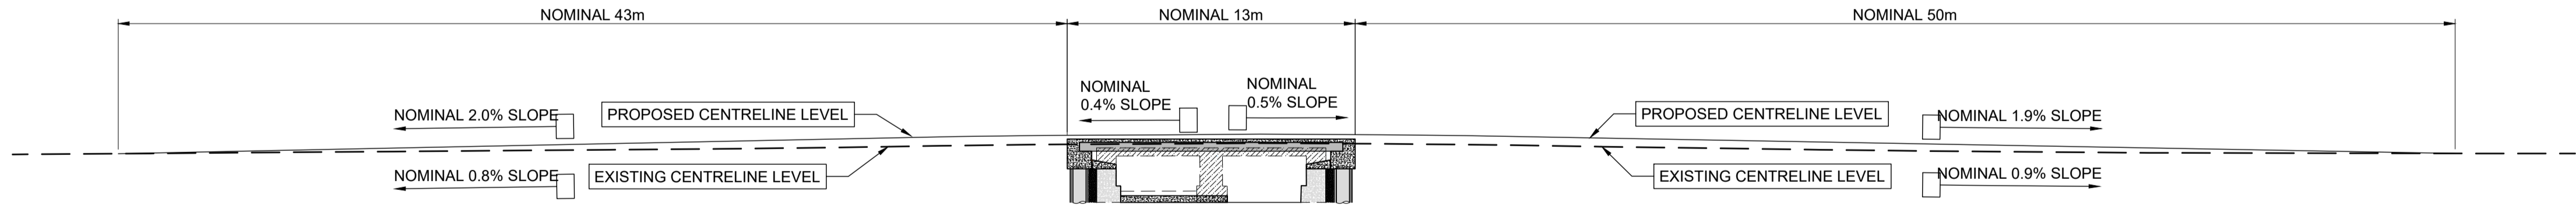 NOMINAL 43m
NOMINAL 13m
NOMINAL 50m
NOMINAL 2.0% SLOPE
PROPOSED CENTRELINE LEVEL
NOMINAL
0.4% SLOPE
NOMINAL
0.5% SLOPE
PROPOSED CENTRELINE LEVEL
NOMINAL 1.9% SLOPE
NOMINAL 0.8% SLOPE
EXISTING CENTRELINE LEVEL
EXISTING CENTRELINE LEVEL
NOMINAL 0.9% SLOPE